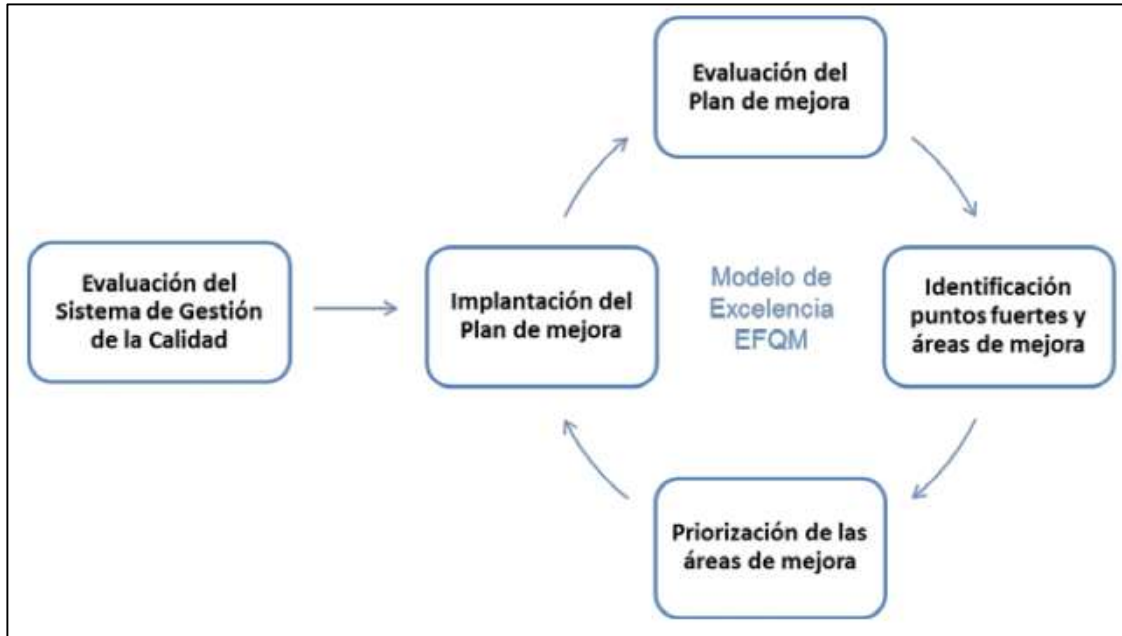 Evaluación del
Plan de mejora
Evaluación del
Sistema de Gestión
de la Calidad
Implantación del
Plan de mejora
Modelo de
Excelencia
EFQM
Identificación
puntos fuertes y
áreas de mejora
Priorización de las
áreas de mejora